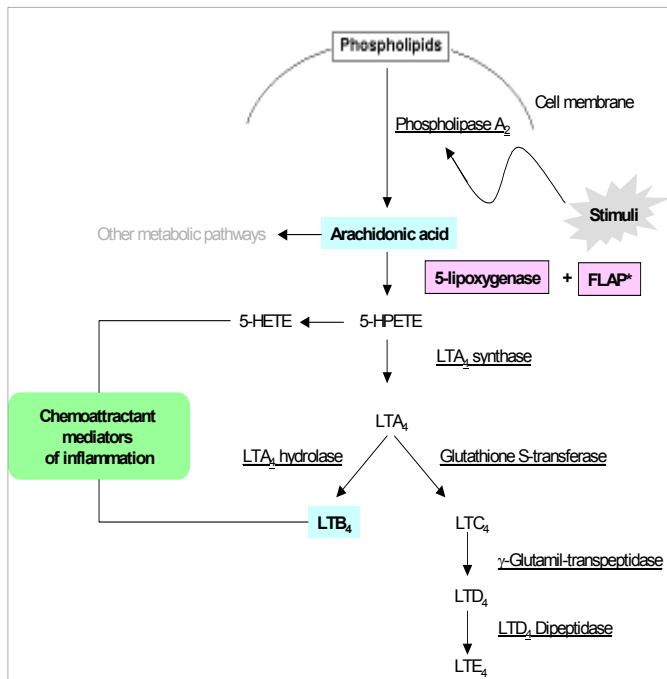 Phospholipids
Cell membrane
Phospholipase A₂
Stimuli
Other metabolic pathways
Arachidonic acid
5-lipoxygenase + FLAP*
5-HETE
5-HPETE
LTA₄ synthase
Chemoattractant
mediators
of inflammation
LTA₄
LTA₄ hydrolase
Glutathione S-transferase
LTB₄
LTC₄
γ-Glutamil-transpeptidase
LTD₄
LTD₄ Dipeptidase
LTE₄